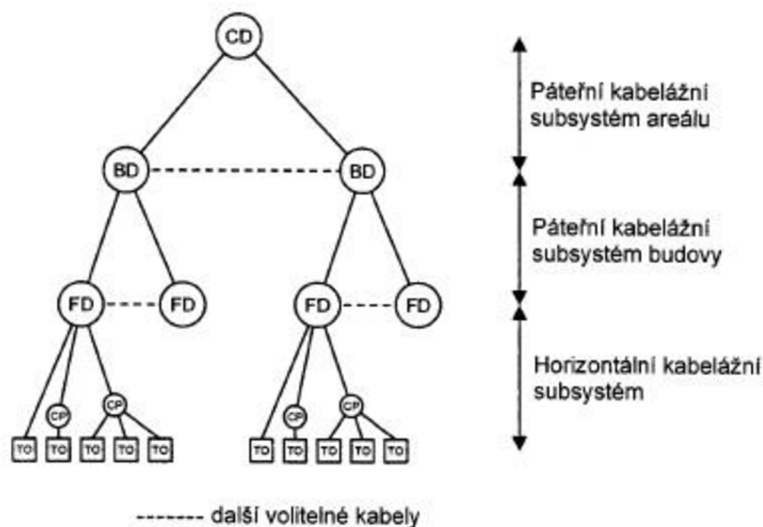 CD
Páteřní kabelážní
subsystém areálu
BD BD
Páteřní kabelážní
subsystém budovy
FD FD FD FD
Horizontální kabelážní
subsystém
CP CP CP CP
TO TO TO TO TO TO TO TO TO TO
další volitelné kabely